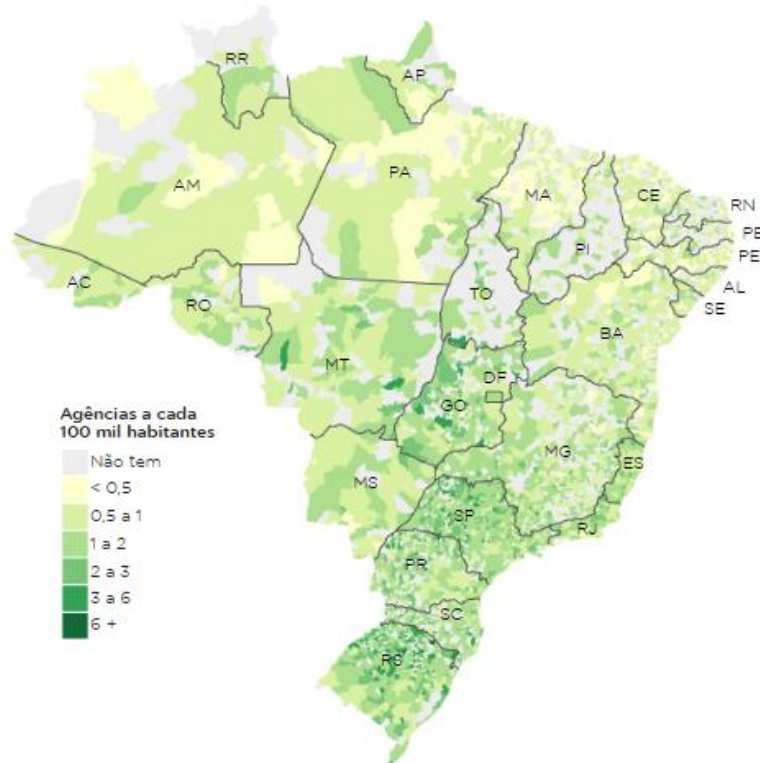 RR
AP
AM
PA
MA
CE
RN
PB
PI
PE
AC
TO
AL
RO
SE
BA
MT
DF
GO
Agências a cada
100 mil habitantes
Não tem
< 0,5
0,5 a 1
1 a 2
2 a 3
3 a 6
6 +
MG
ES
MS
SP
RJ
PR
SC
RS